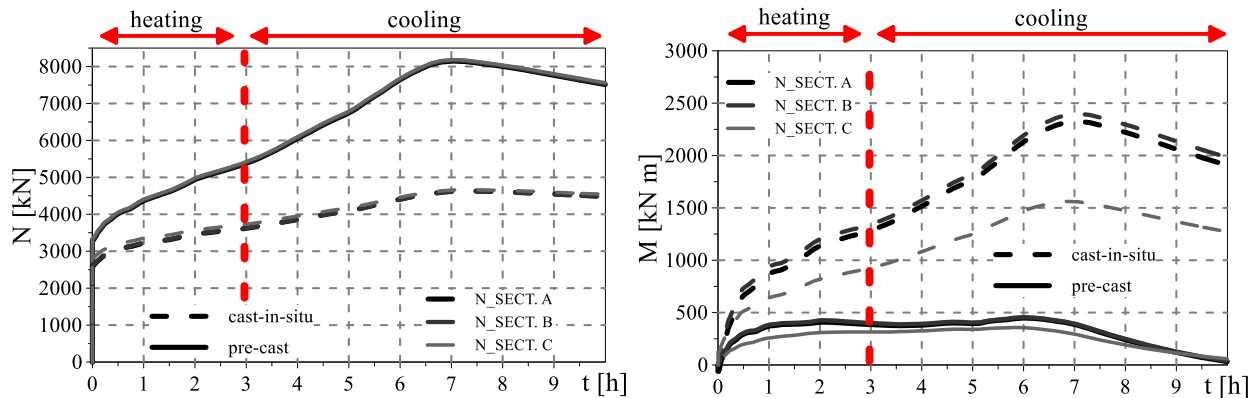 heating
cooling
N [kN]
8000
7000
6000
5000
4000
3000
2000
1000
0
cast-in-situ
pre-cast
N_SECT. A
N_SECT. B
N_SECT. C
0 1 2 3 4 5 6 7 8 9 t [h]
heating
cooling
M [kN m]
3000
2500
2000
1500
1000
500
0
N_SECT. A
N_SECT. B
N_SECT. C
cast-in-situ
pre-cast
0 1 2 3 4 5 6 7 8 9 t [h]